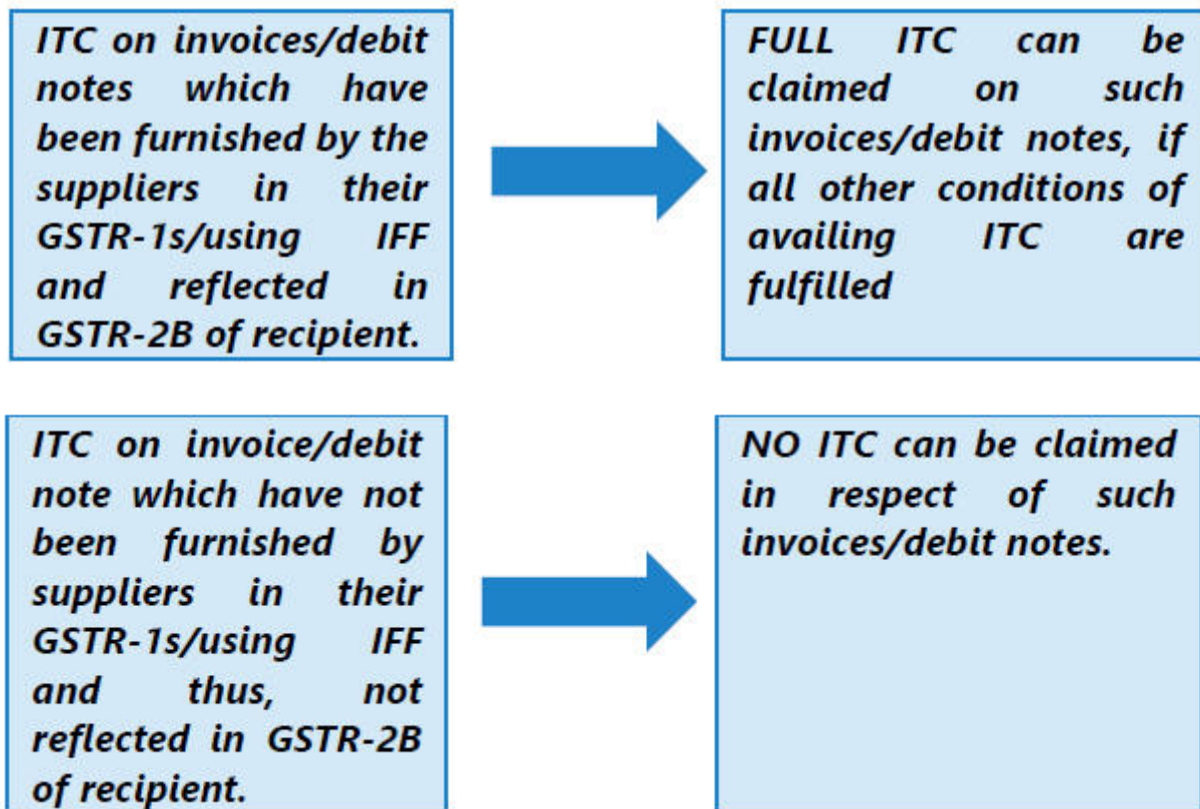 ITC on invoices/debit
notes which have
been furnished by the
suppliers in their
GSTR-1s/using IFF
and reflected in
GSTR-2B of recipient.
FULL ITC can be
claimed on such
invoices/debit notes, if
all other conditions of
availing ITC are
fulfilled
ITC on invoice/debit
note which have not
been furnished by
suppliers in their
GSTR-1s/using IFF
and thus, not
reflected in GSTR-2B
of recipient.
NO ITC can be claimed
in respect of such
invoices/debit notes.